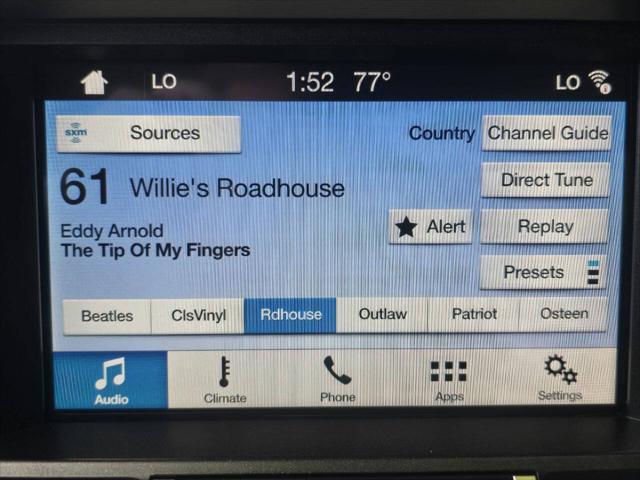 LO 1:52 77° LO
sxm Sources Country Channel Guide
61 Willie's Roadhouse Direct Tune
Eddy Arnold Alert Replay
The Tip Of My Fingers
Presets
Beatles ClsVinyl Rdhouse Outlaw Patriot Osteen
Audio Climate Phone Apps Settings